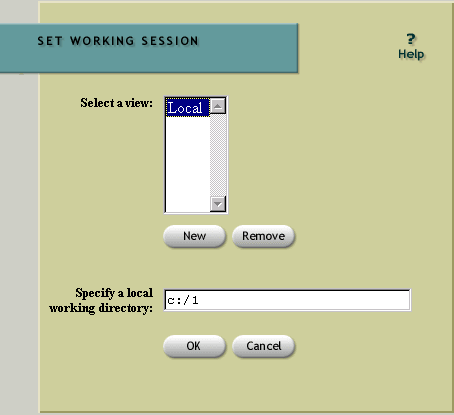 SET WORKING SESSION
?
Help
Select a view:
Local
New Remove
Specify a local
working directory:
c:/1
OK Cancel